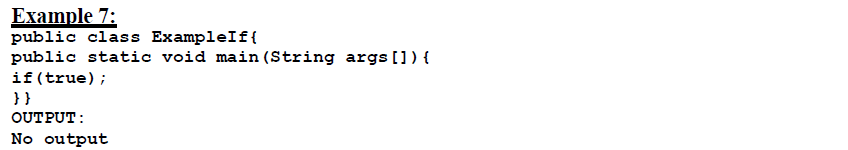 Example 7:
public class ExampleIf{
public static void main(String args[]){
if(true);
}}
OUTPUT:
No output